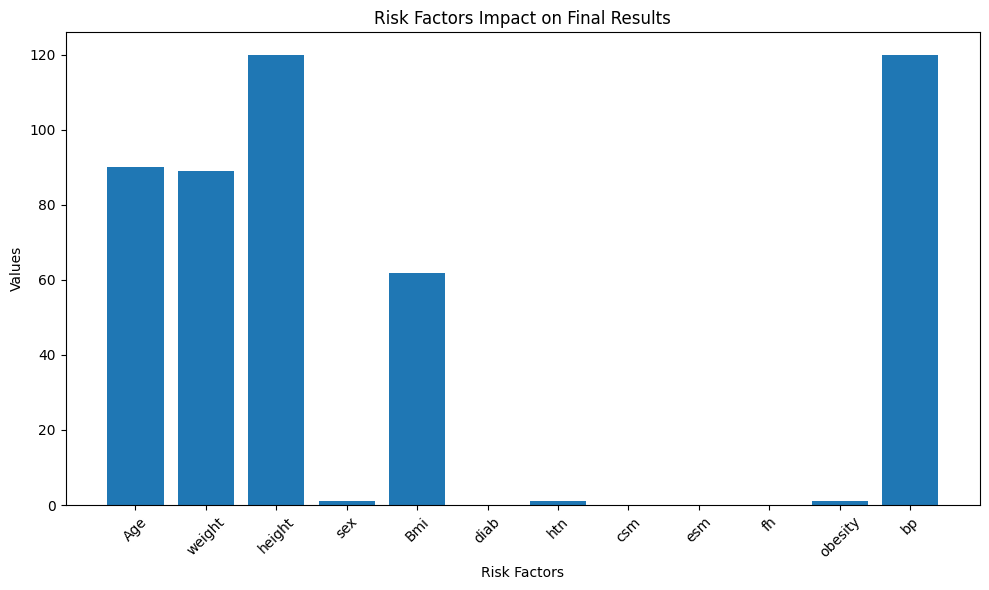 Risk Factors Impact on Final Results
Values
120
100
80
60
40
20
0
Age weight height sex Bmi diab htn csm esm fh obesity bp
Risk Factors